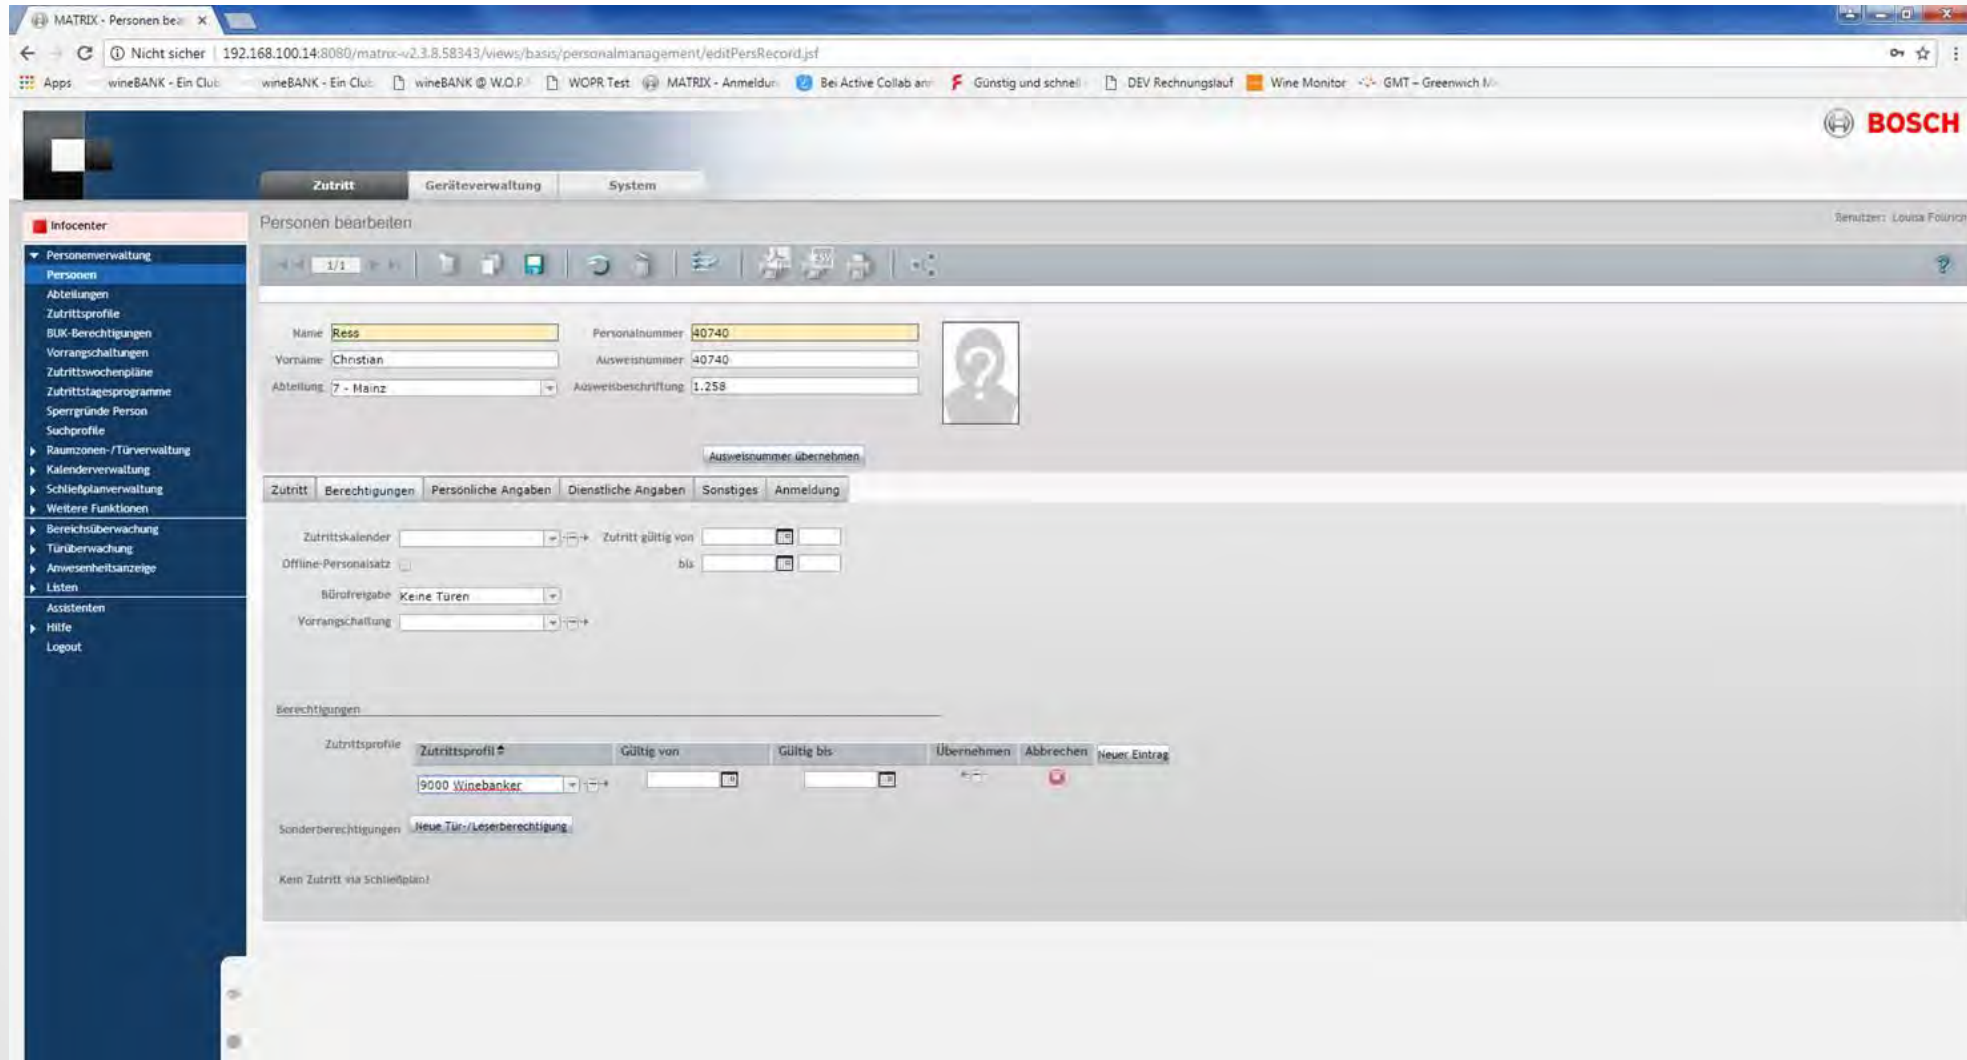 MATRIX - Personen bea
Nicht sicher 192.168.100.14:8080/matrix-v2.3.8.58343/views/basis/personalmanagement/editPersRecord.jsf
Apps wineBANK - Ein Club wineBANK - Ein Club wineBANK @ W.O.P. WOPR Test MATRIX - Anmeldun Bei Active Collab ann Günstig und schnell DEV Rechnungslauf Wine Monitor GMT – Greenwich M
BOSCH
Zutritt Geräteverwaltung System
Infocenter
Personen bearbeiten
Benutzer: Louisa
Personenverwaltung
Personen
Abteilungen
Zutrittsprofile
BUK-Berechtigungen
Vorrangschaltungen
Zutrittswochenpläne
Zutrittstagesprogramme
Sperrgründe Person
Suchprofile
Raumzonen-/Türverwaltung
Kalenderverwaltung
Schließplanverwaltung
Weitere Funktionen
Bereichsüberwachung
Türüberwachung
Anwesenheitsanzeige
Listen
Assistenten
Hilfe
Logout
1/1
CSV
Name Ress Personalnummer 40740
Vorname Christian Ausweisnummer 40740
Abteilung 7 - Mainz Ausweisbeschriftung 1.258
Ausweisnummer übernehmen
Zutritt Berechtigungen Persönliche Angaben Dienstliche Angaben Sonstiges Anmeldung
Zutrittskalender Zutritt gültig von
Offline-Personalsatz bis
Bürofreigabe Keine Türen
Vorrangschaltung
Berechtigungen
Zutrittsprofile Zutrittsprofil Gültig von Gültig bis Übernehmen Abbrechen Neuer Eintrag
9000 Winebanker
Sonderberechtigungen Neue Tür-/Leserberechtigung
Kein Zutritt via Schließplan!